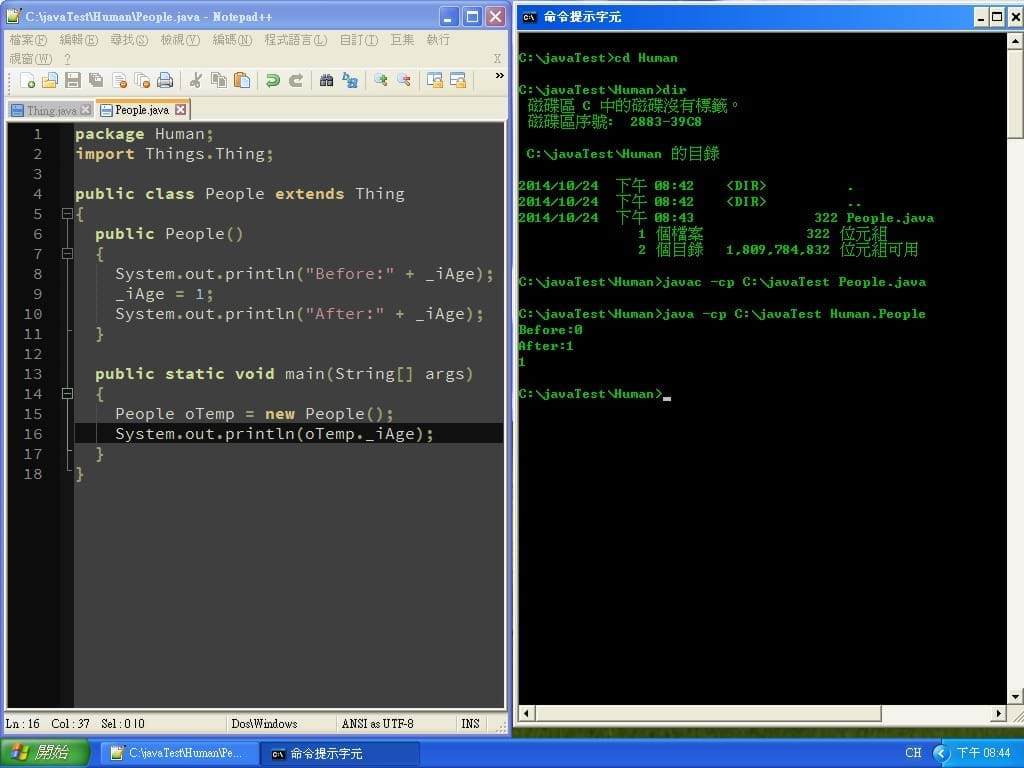 C:\javaTest\Human\People.java - Notepad++
檔案(F) 編輯(E) 尋找(S) 檢視(V) 編碼(N) 程式語言(L) 自訂(T) 巨集 執行
視窗(W) ? X
»
Thing.java People.java
1 package Human;
2 import Things.Thing;
3
4 public class People extends Thing
5 {
6 public People()
7 {
8 System.out.println("Before:" + _iAge);
9 _iAge = 1;
10 System.out.println("After:" + _iAge);
11 }
12
13 public static void main(String[] args)
14 {
15 People oTemp = new People();
16 System.out.println(oTemp._iAge);
17 }
18 }
Ln : 16 Col : 37 Sel : 0 | 0 Dos\Windows ANSI as UTF-8 INS
命令提示字元
C:\javaTest>cd Human
C:\javaTest\Human>dir
磁碟區 C 中的磁碟沒有標籤。
磁碟區序號: 2883-39C8
C:\javaTest\Human 的目錄
2014/10/24 下午 08:42 <DIR> .
2014/10/24 下午 08:42 <DIR> ..
2014/10/24 下午 08:43 322 People.java
1 個檔案 322 位元組
2 個目錄 1,809,784,832 位元組可用
C:\javaTest\Human>javac -cp C:\javaTest People.java
C:\javaTest\Human>java -cp C:\javaTest Human.People
Before:0
After:1
1
C:\javaTest\Human>_
開始 C:\javaTest\Human\Pe... 命令提示字元 CH 下午 08:44